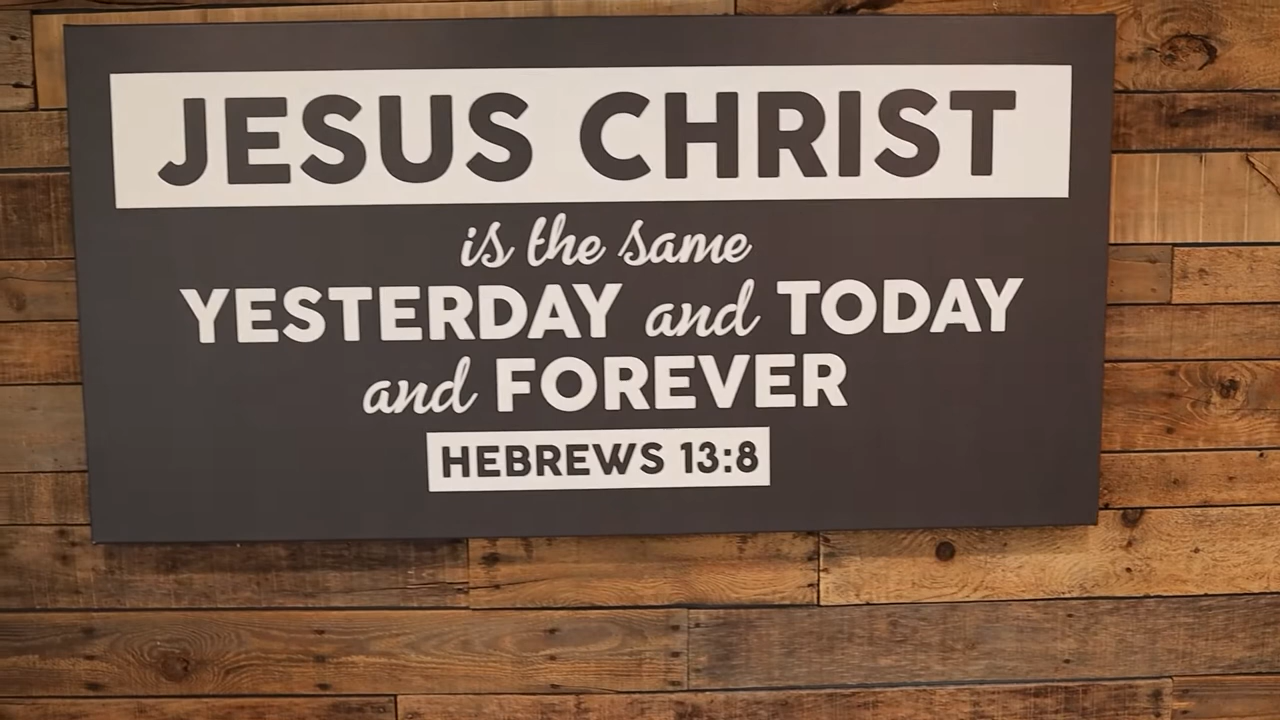 JESUS CHRIST
is the same
YESTERDAY and TODAY
and FOREVER
HEBREWS 13:8